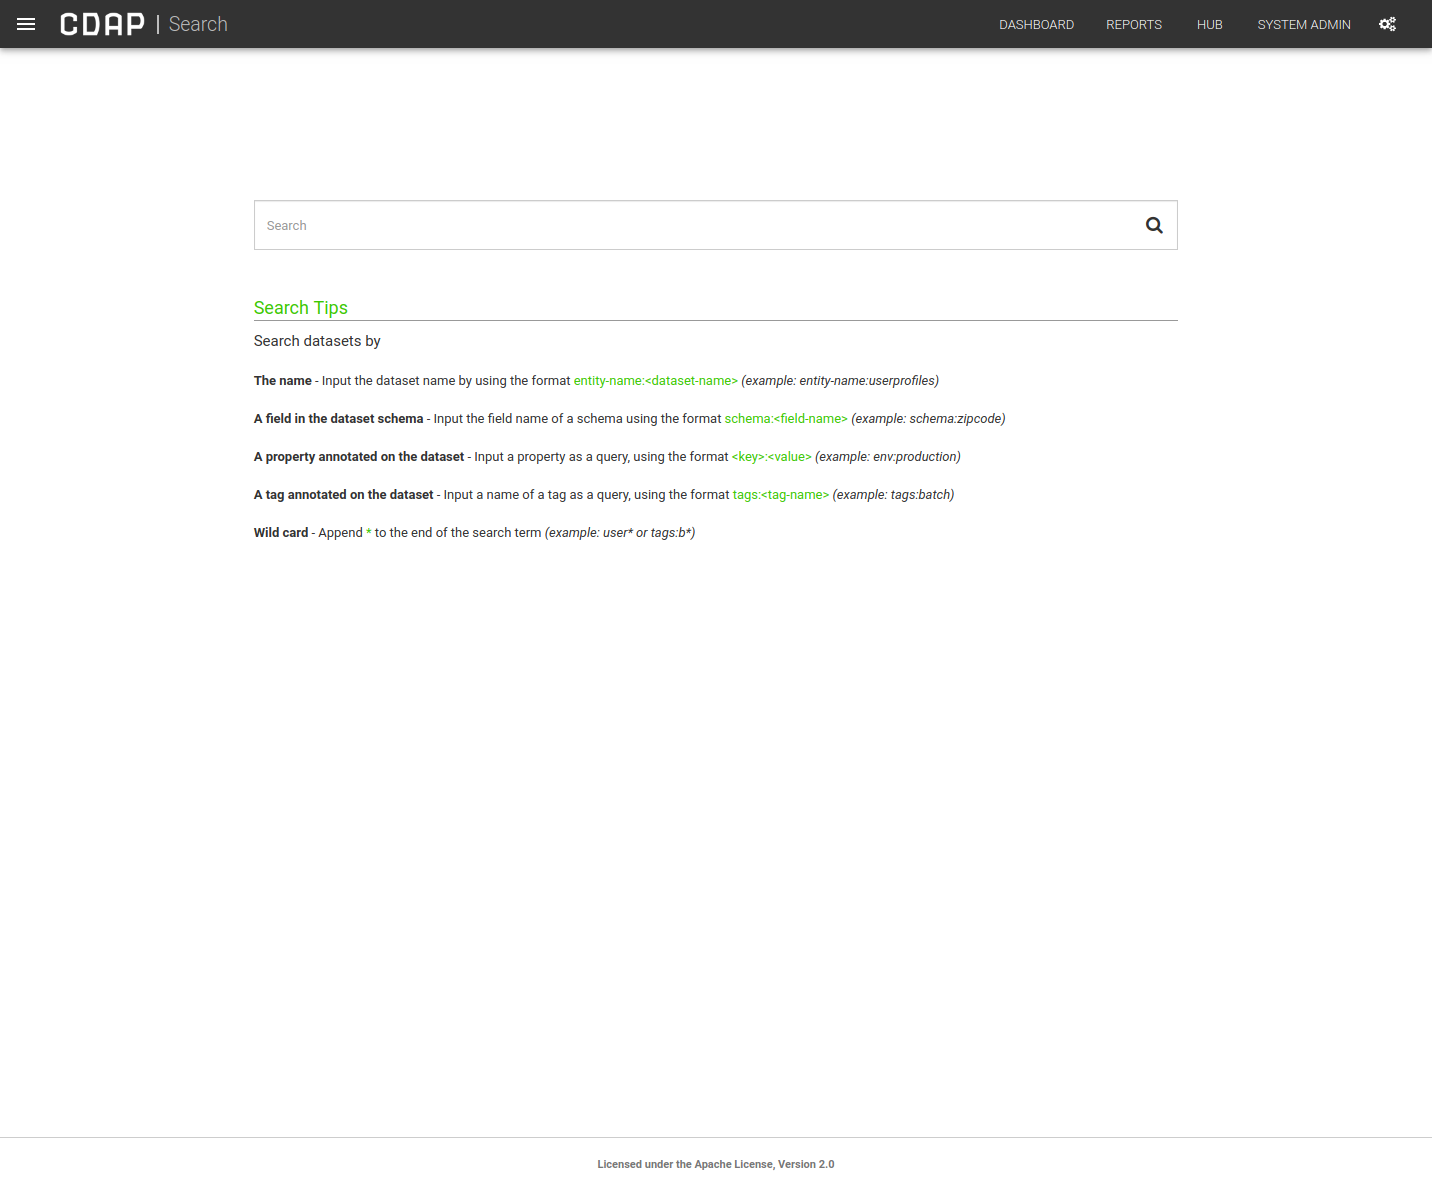 CDAP | Search DASHBOARD REPORTS HUB SYSTEM ADMIN
Search
Search Tips
Search datasets by
The name - Input the dataset name by using the format entity-name:<dataset-name> (example: entity-name:userprofiles)
A field in the dataset schema - Input the field name of a schema using the format schema:<field-name> (example: schema:zipcode)
A property annotated on the dataset - Input a property as a query, using the format <key>:<value> (example: env:production)
A tag annotated on the dataset - Input a name of a tag as a query, using the format tags:<tag-name> (example: tags:batch)
Wild card - Append * to the end of the search term (example: user* or tags:b*)
Licensed under the Apache License, Version 2.0